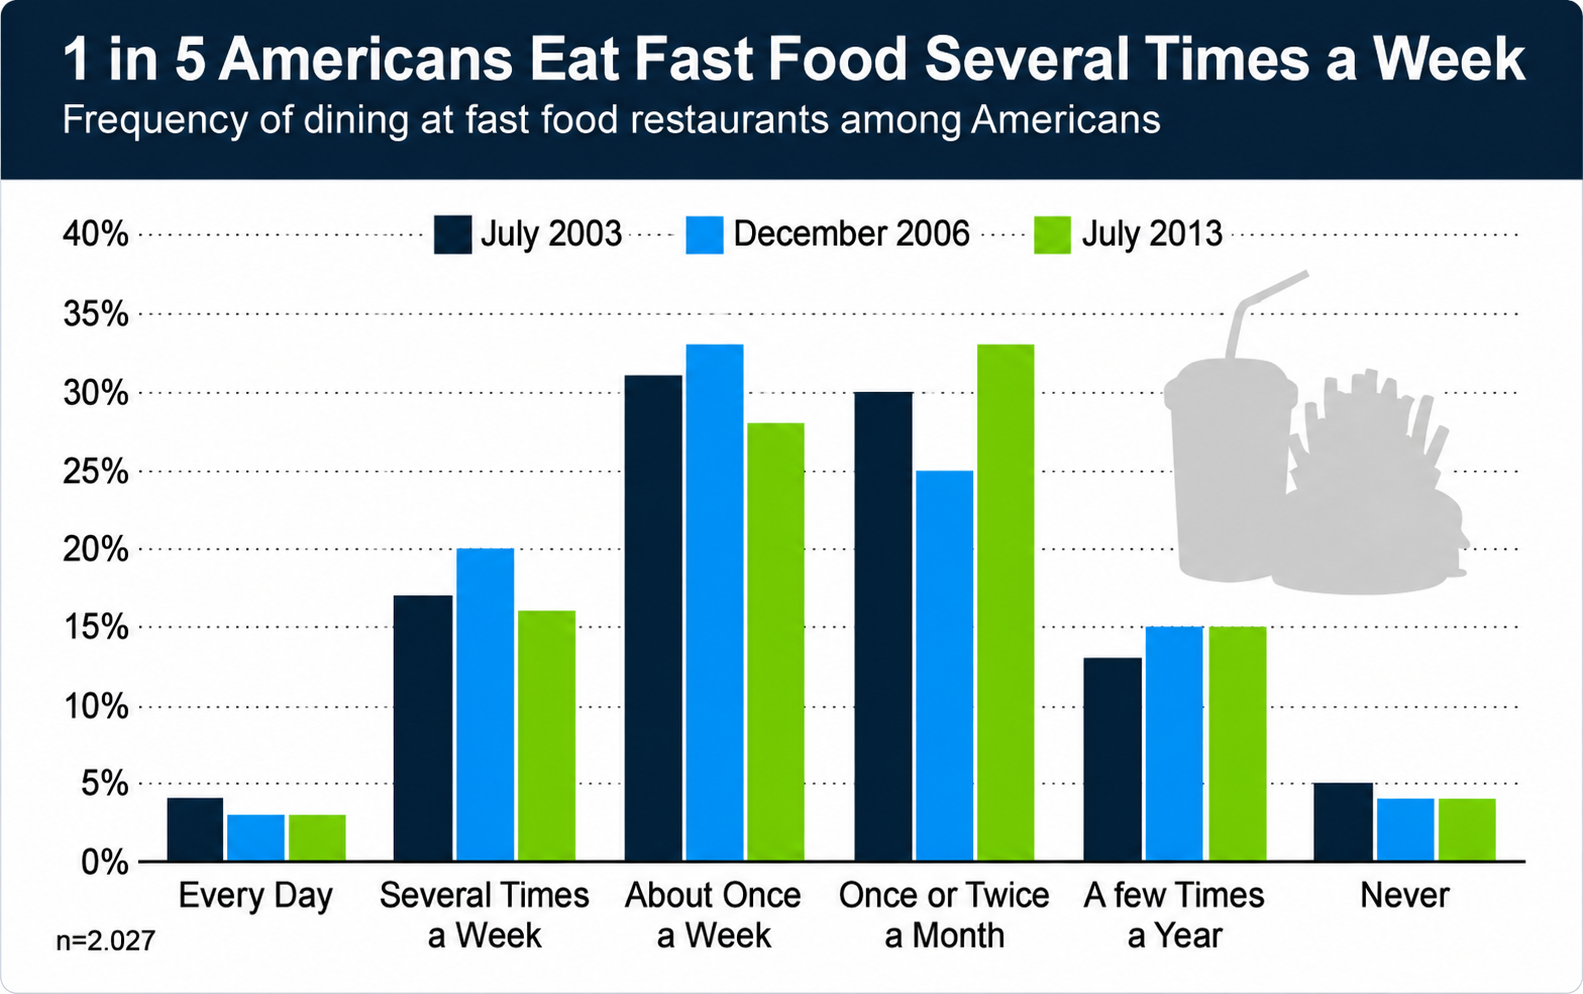 1 in 5 Americans Eat Fast Food Several Times a Week
Frequency of dining at fast food restaurants among Americans
July 2003
December 2006
July 2013
40%
35%
30%
25%
20%
15%
10%
5%
0%
Every Day
Several Times
a Week
About Once
a Week
Once or Twice
a Month
A few Times
a Year
Never
n=2.027